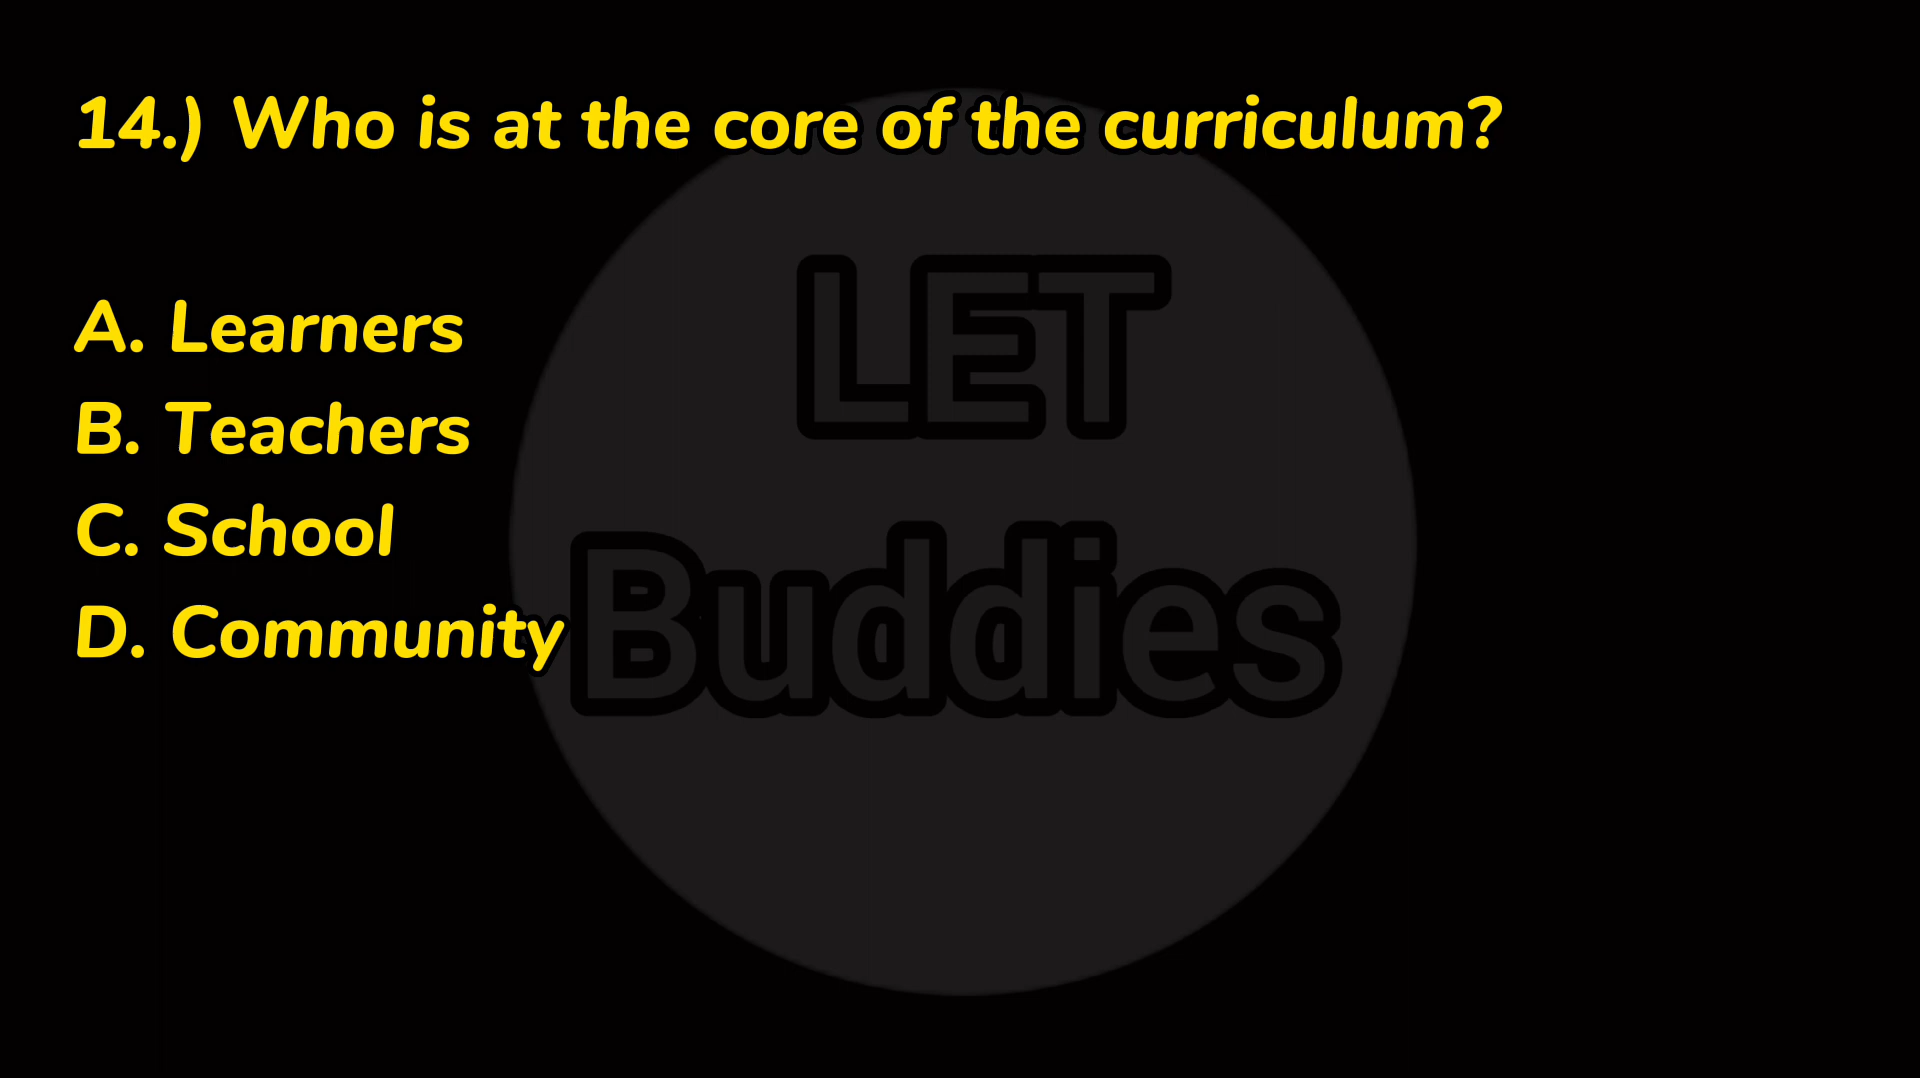 14.) Who is at the core of the curriculum?
A. Learners
B. Teachers
C. School
D. Community
LET
Buddies